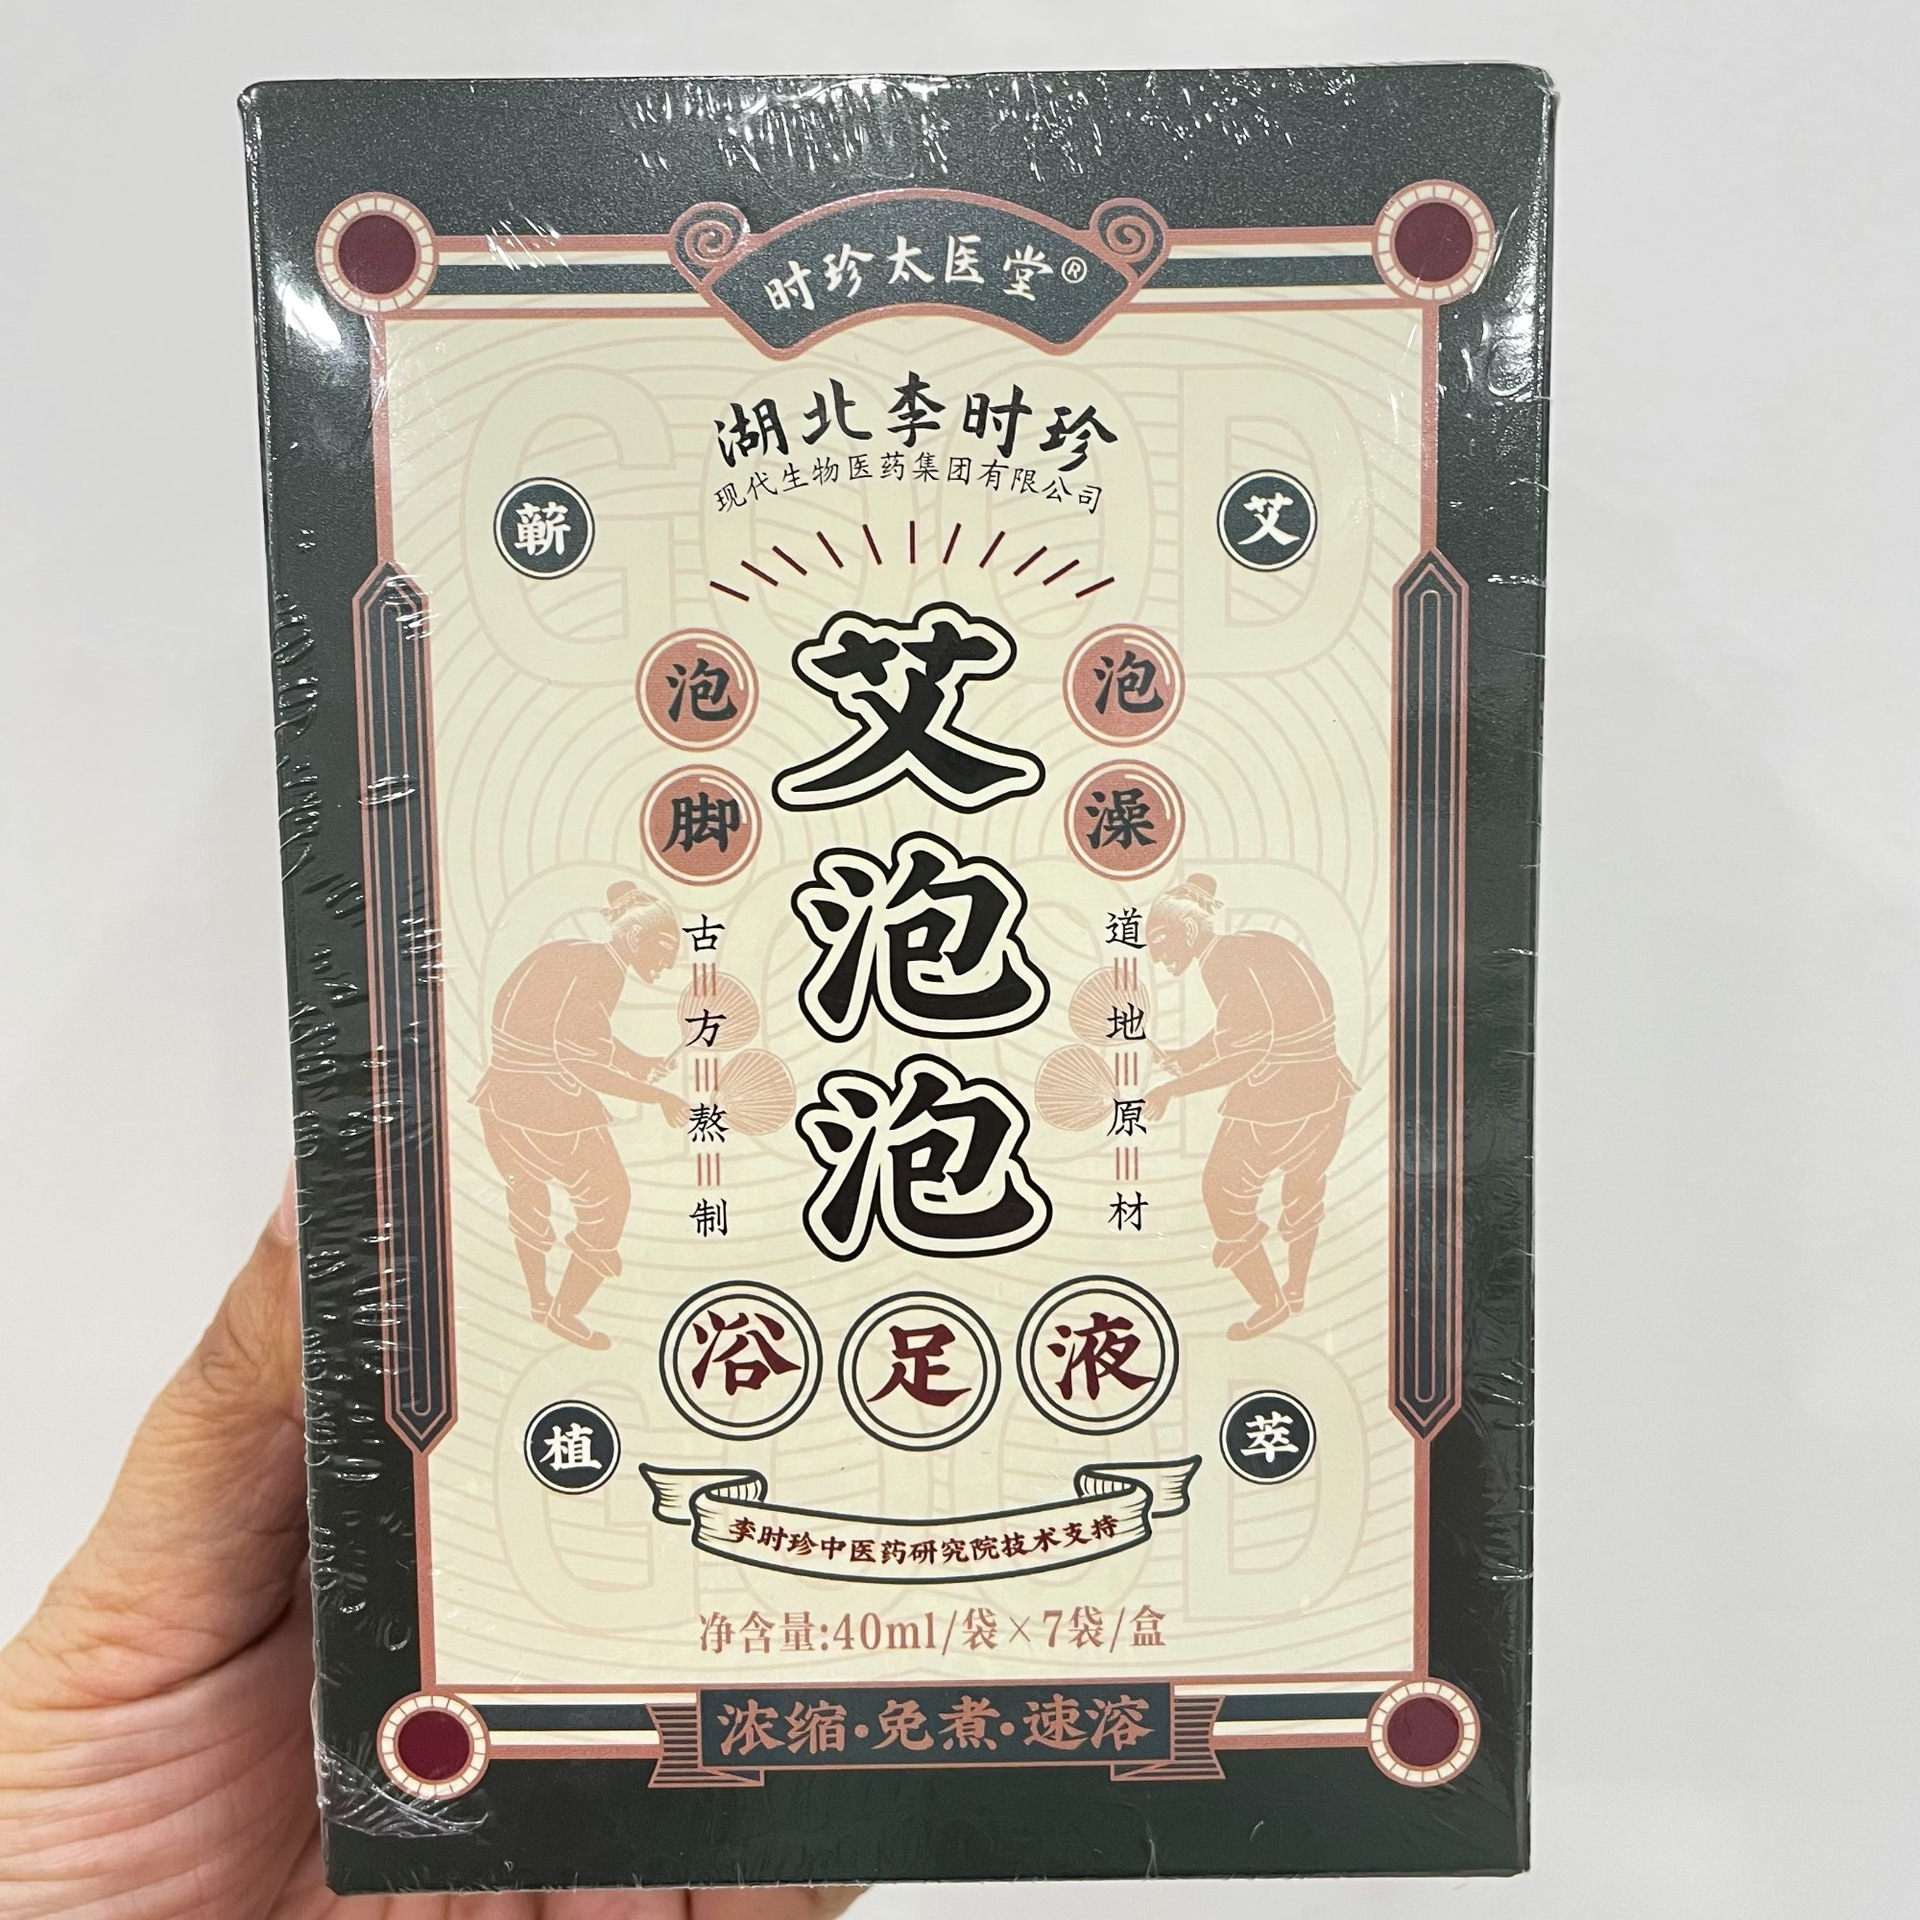 时珍太医堂®
湖北李时珍
现代生物医药集团有限公司
蕲艾
泡脚
泡澡
艾泡泡
古方熬制
道地原材
浴足液
植萃
李时珍中医药研究院技术支持
净含量:40ml/袋×7袋/盒
浓缩·免煮·速溶
GOOD
GOOD
GOOD